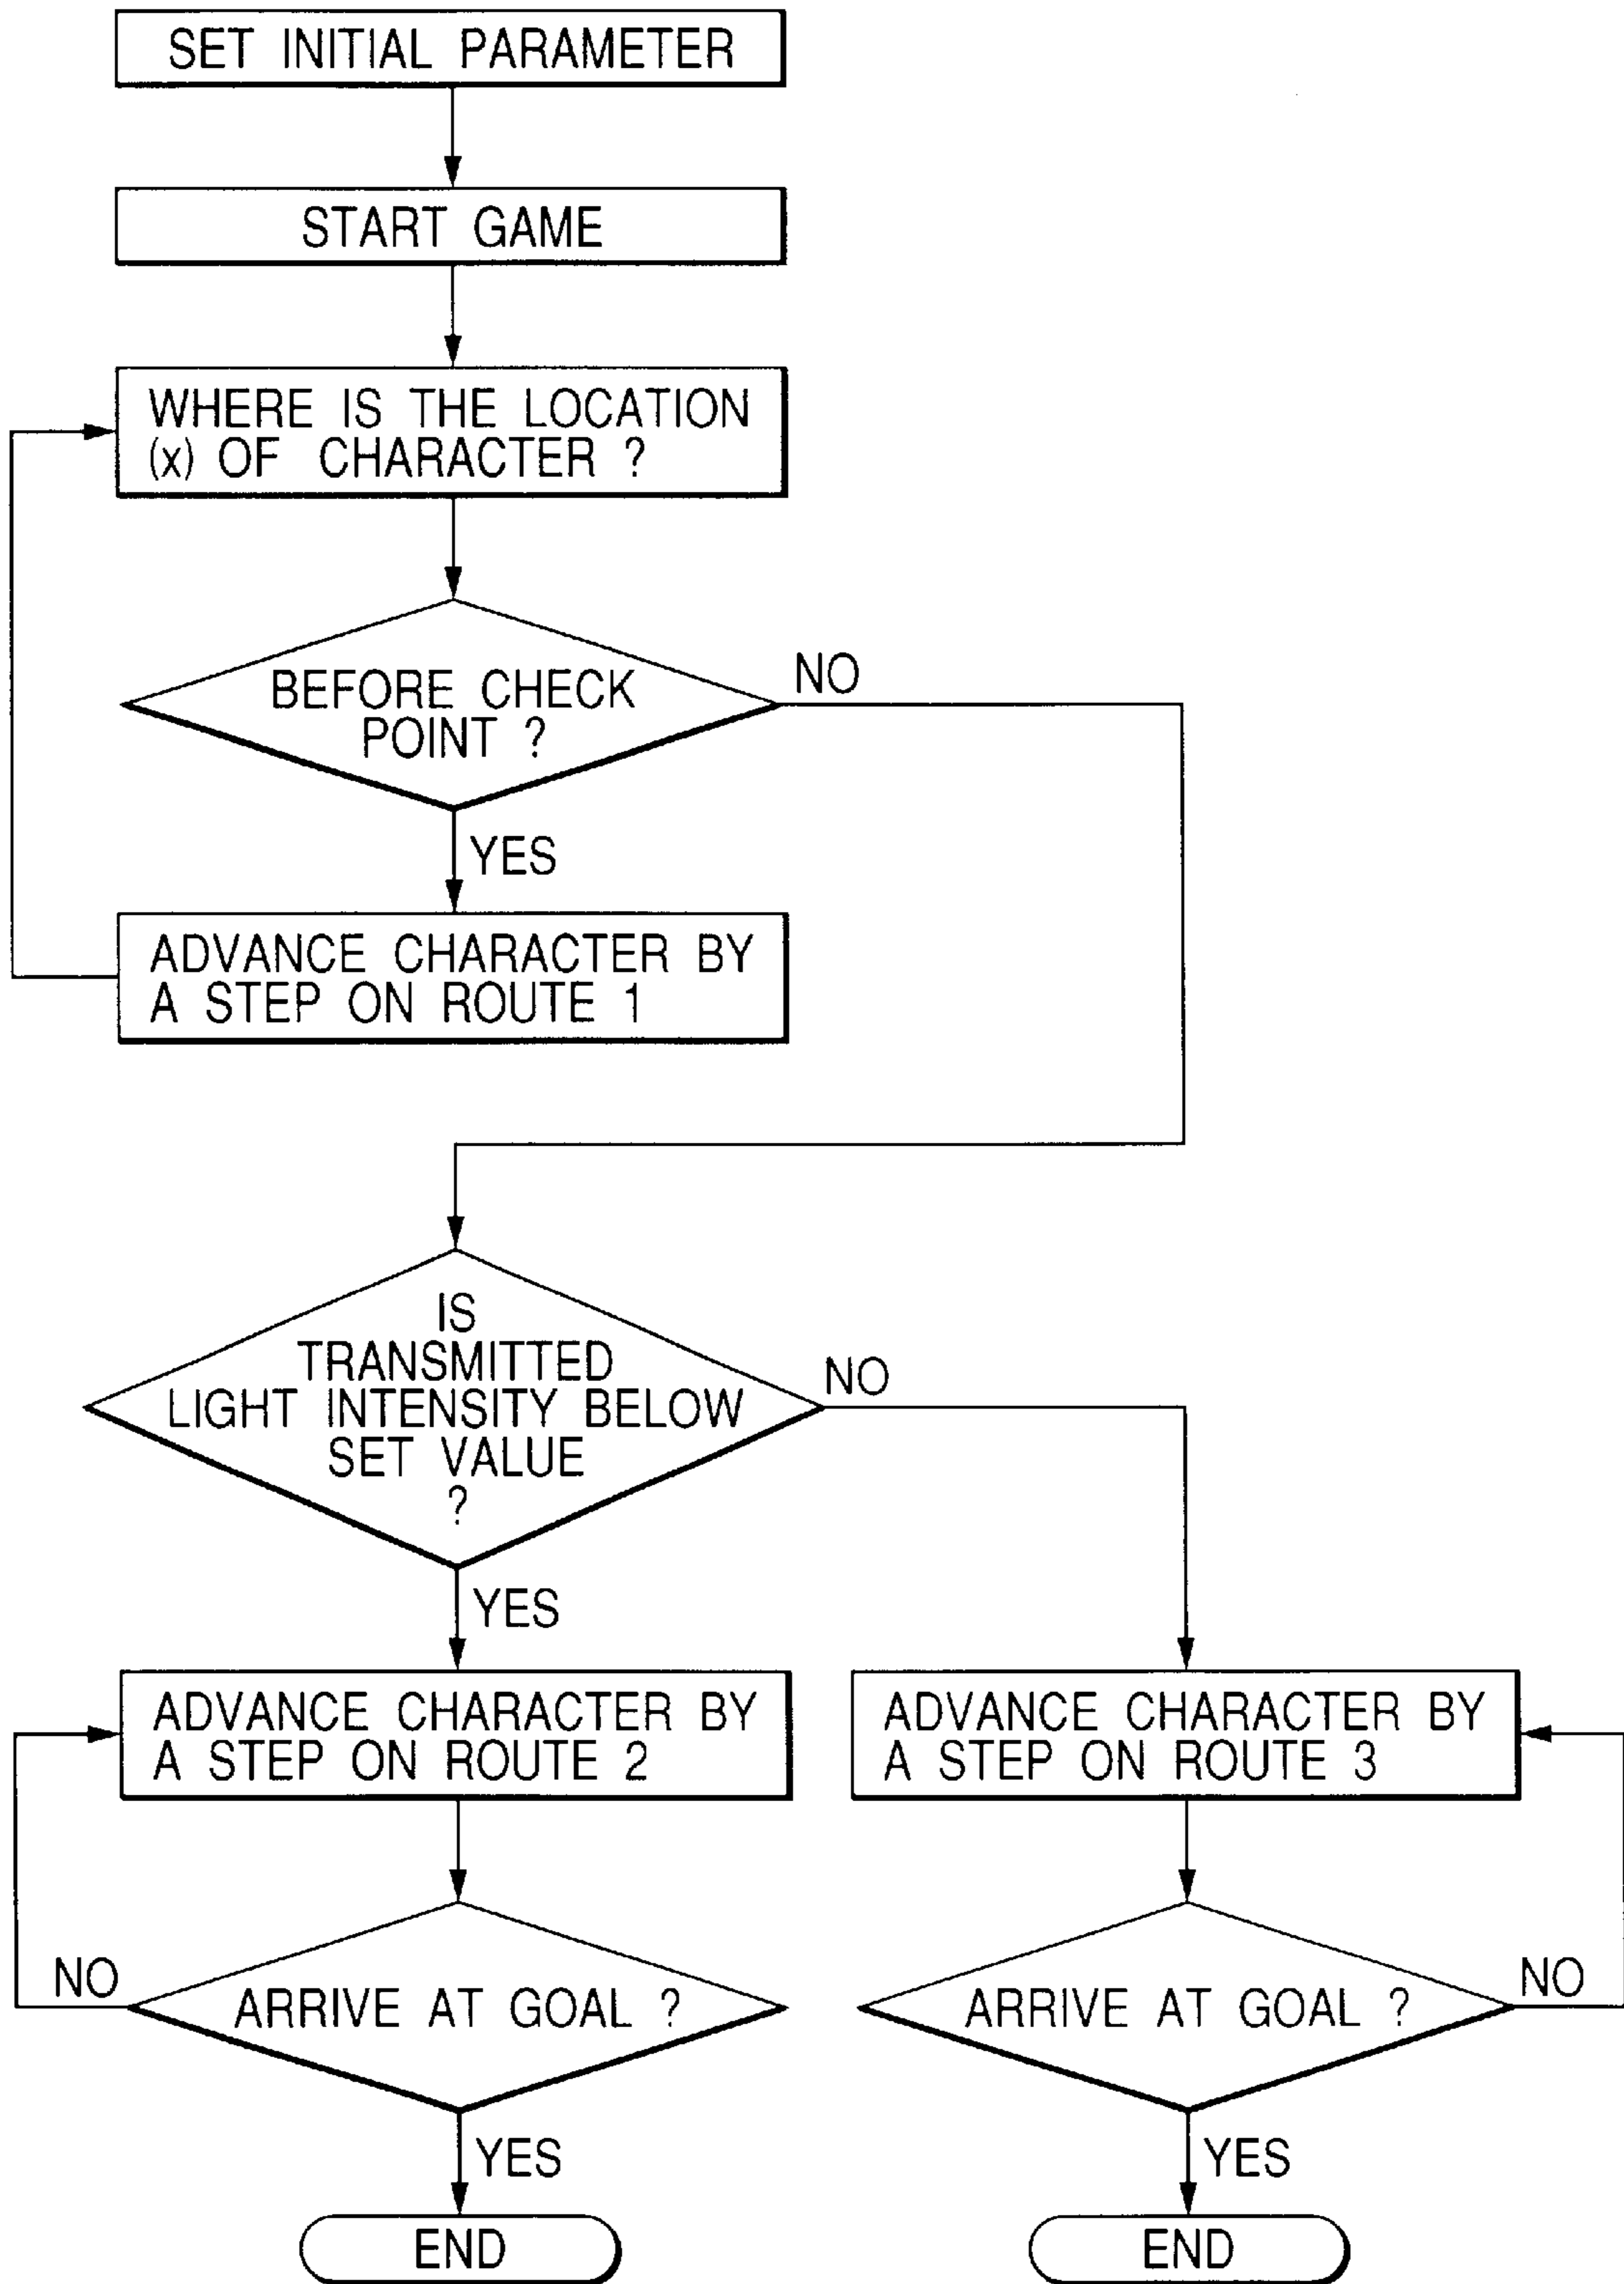 SET INITIAL PARAMETER
START GAME
WHERE IS THE LOCATION
(x) OF CHARACTER ?
BEFORE CHECK
POINT ?
NO
YES
ADVANCE CHARACTER BY
A STEP ON ROUTE 1
IS
TRANSMITTED
LIGHT INTENSITY BELOW
SET VALUE
?
NO
YES
ADVANCE CHARACTER BY
A STEP ON ROUTE 2
ADVANCE CHARACTER BY
A STEP ON ROUTE 3
NO
ARRIVE AT GOAL ?
ARRIVE AT GOAL ?
NO
YES
YES
END
END